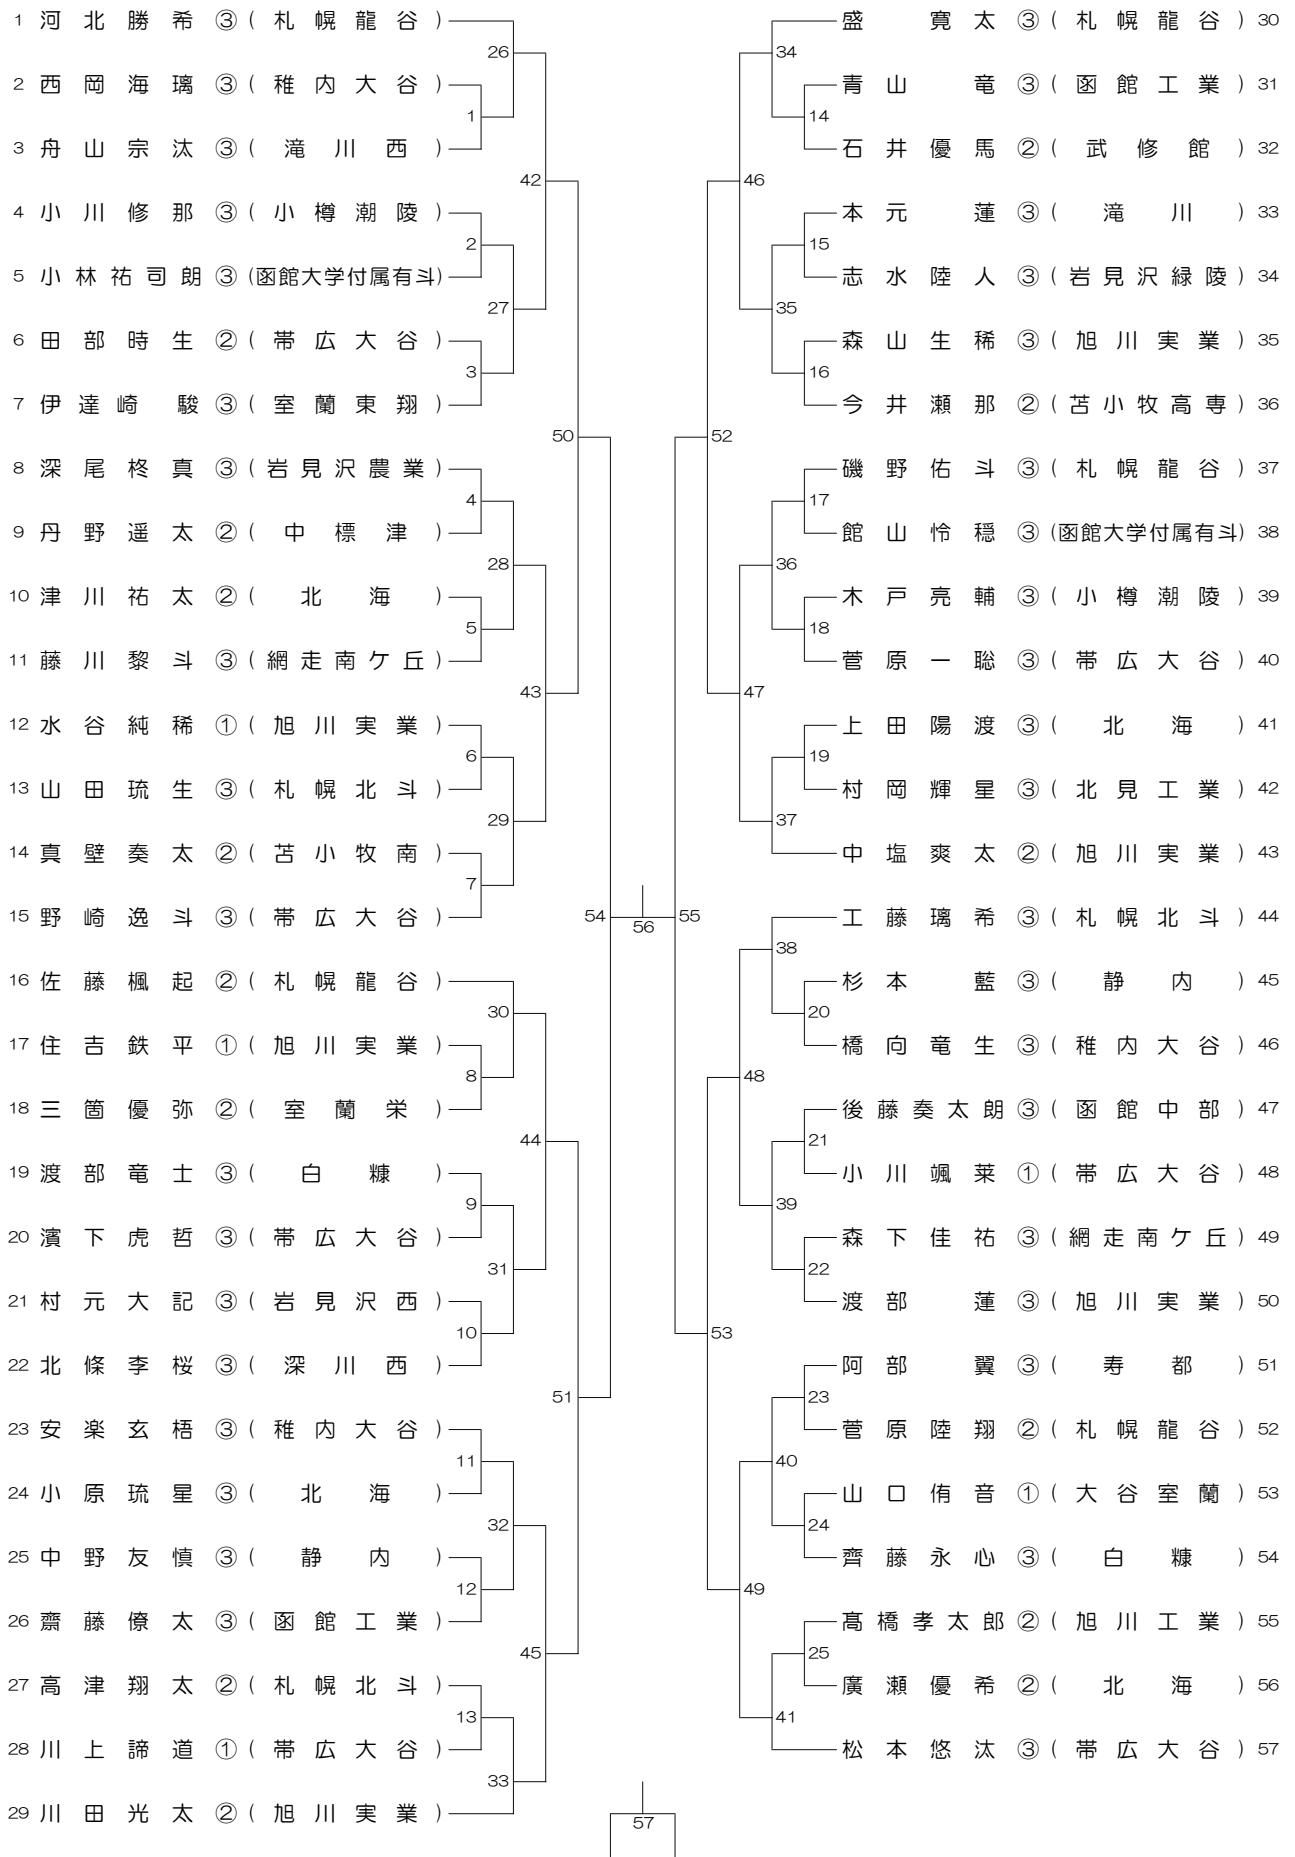 1 河北勝希 ③ (札幌龍谷)
2 西岡海璃 ③ (稚内大谷)
3 舟山宗汰 ③ (滝川西)
4 小川修那 ③ (小樽潮陵)
5 小林祐司朗 ③ (函館大学付属有斗)
6 田部時生 ② (帯広大谷)
7 伊達崎駿 ③ (室蘭東翔)
8 深尾柊真 ③ (岩見沢農業)
9 丹野遥太 ② (中標津)
10 津川祐太 ② (北海)
11 藤川黎斗 ③ (網走南ケ丘)
12 水谷純稀 ① (旭川実業)
13 山田琉生 ③ (札幌北斗)
14 真壁奏太 ② (苫小牧南)
15 野崎逸斗 ③ (帯広大谷)
16 佐藤楓起 ② (札幌龍谷)
17 住吉鉄平 ① (旭川実業)
18 三箇優弥 ② (室蘭栄)
19 渡部竜士 ③ (白糠)
20 濱下虎哲 ③ (帯広大谷)
21 村元大記 ③ (岩見沢西)
22 北條李桜 ③ (深川西)
23 安楽玄梧 ③ (稚内大谷)
24 小原琉星 ③ (北海)
25 中野友慎 ③ (静内)
26 齋藤僚太 ③ (函館工業)
27 高津翔太 ② (札幌北斗)
28 川上諦道 ① (帯広大谷)
29 川田光太 ② (旭川実業)
26
1
42
2
27
3
50
4
28
5
43
6
29
7
54
30
8
44
9
31
10
51
11
32
12
45
13
33
56
57
盛寛太 ③ (札幌龍谷) 30
青山竜 ③ (函館工業) 31
石井優馬 ② (武修館) 32
本元蓮 ③ (滝川) 33
志水陸人 ③ (岩見沢緑陵) 34
森山生稀 ③ (旭川実業) 35
今井瀬那 ② (苫小牧高専) 36
磯野佑斗 ③ (札幌龍谷) 37
館山怜穏 ③ (函館大学付属有斗) 38
木戸亮輔 ③ (小樽潮陵) 39
菅原一聡 ③ (帯広大谷) 40
上田陽渡 ③ (北海) 41
村岡輝星 ③ (北見工業) 42
中塩爽太 ② (旭川実業) 43
工藤璃希 ③ (札幌北斗) 44
杉本藍 ③ (静内) 45
橋向竜生 ③ (稚内大谷) 46
後藤奏太朗 ③ (函館中部) 47
小川颯莱 ① (帯広大谷) 48
森下佳祐 ③ (網走南ケ丘) 49
渡部蓮 ③ (旭川実業) 50
阿部翼 ③ (寿都) 51
菅原陸翔 ② (札幌龍谷) 52
山口侑音 ① (大谷室蘭) 53
齊藤永心 ③ (白糠) 54
髙橋孝太郎 ② (旭川工業) 55
廣瀬優希 ② (北海) 56
松本悠汰 ③ (帯広大谷) 57
34
14
46
15
35
16
52
17
36
18
47
19
37
55
38
20
48
21
39
22
53
23
40
24
49
25
41